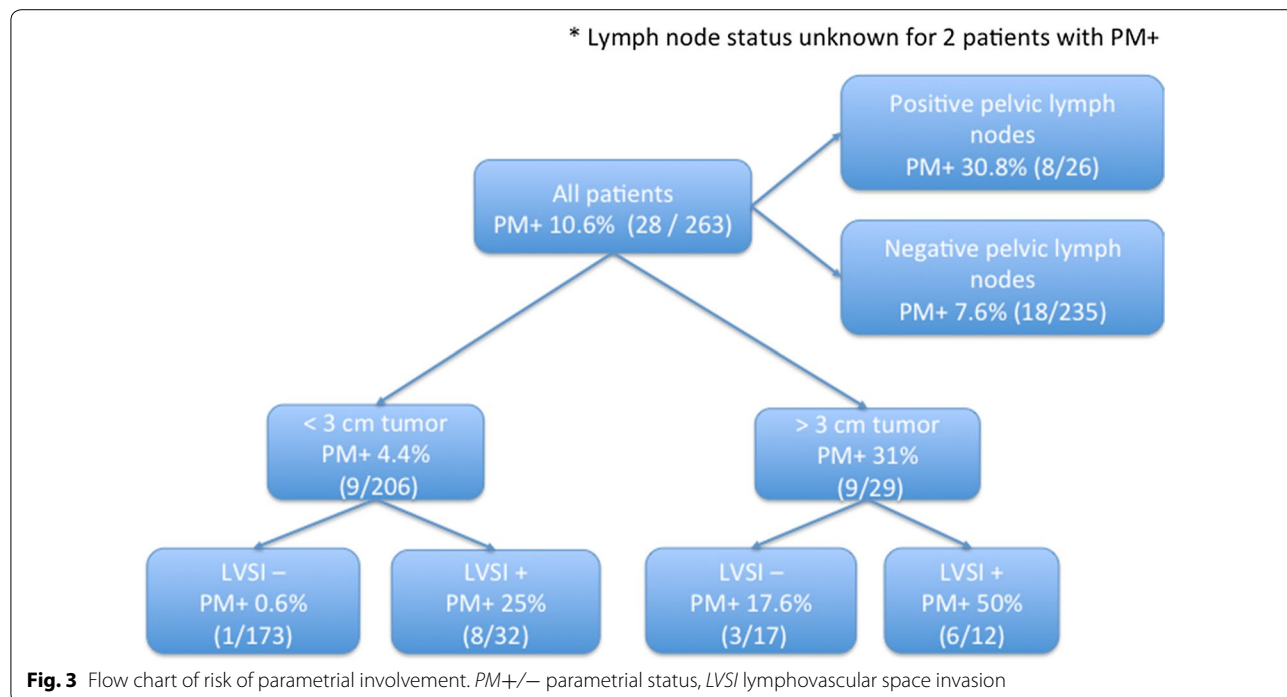 * Lymph node status unknown for 2 patients with PM+
Positive pelvic lymph
nodes
PM+ 30.8% (8/26)
All patients
PM+ 10.6% (28 / 263)
Negative pelvic lymph
nodes
PM+ 7.6% (18/235)
< 3 cm tumor
PM+ 4.4%
(9/206)
> 3 cm tumor
PM+ 31%
(9/29)
LVSI –
PM+ 0.6%
(1/173)
LVSI +
PM+ 25%
(8/32)
LVSI –
PM+ 17.6%
(3/17)
LVSI +
PM+ 50%
(6/12)
Fig. 3 Flow chart of risk of parametrial involvement. PM+/− parametrial status, LVSI lymphovascular space invasion